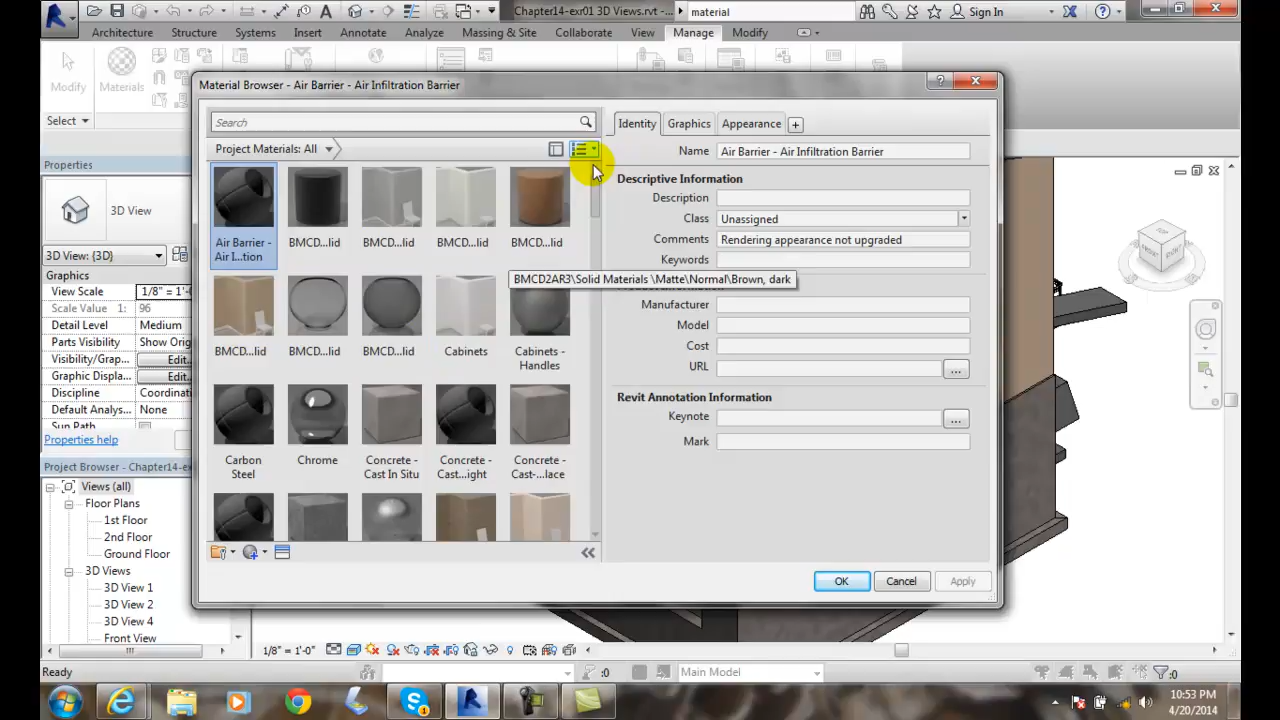 Chapter14-exr01 3D Views.rvt -
material
Sign In
Architecture
Structure
Systems
Insert
Annotate
Analyze
Massing & Site
Collaborate
View
Manage
Modify
Modify
Materials
Select
Material Browser - Air Barrier - Air Infiltration Barrier
Search
Project Materials: All
Air Barrier -
Air I...tion
BMCD...lid
BMCD...lid
BMCD...lid
BMCD...lid
BMCD...lid
BMCD...lid
BMCD...lid
Cabinets
Cabinets -
Handles
Carbon
Steel
Chrome
Concrete -
Cast In Situ
Concrete -
Cast...ight
Concrete -
Cast-...lace
BMCD2AR3\Solid Materials \Matte\Normal\Brown, dark
Identity
Graphics
Appearance
Name
Air Barrier - Air Infiltration Barrier
Descriptive Information
Description
Class
Unassigned
Comments
Rendering appearance not upgraded
Keywords
Manufacturer
Model
Cost
URL
...
Revit Annotation Information
Keynote
...
Mark
OK
Cancel
Apply
Properties
3D View
3D View: {3D}
Graphics
View Scale
1/8" = 1'-0"
Scale Value 1:
96
Detail Level
Medium
Parts Visibility
Show Orig
Visibility/Grap...
Edit...
Graphic Displa...
Edit...
Discipline
Coordinati
Default Analys...
None
Sun Path
Properties help
Project Browser - Chapter14-ex
Views (all)
Floor Plans
1st Floor
2nd Floor
Ground Floor
3D Views
3D View 1
3D View 2
3D View 4
Front View
TOP
1/8" = 1'-0"
Ready
:0
Main Model
:0
10:53 PM
4/20/2014